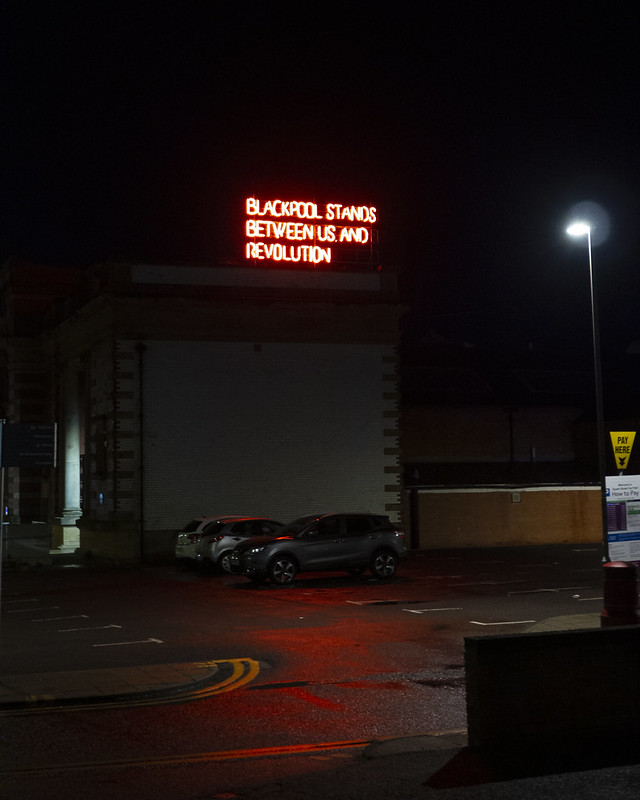 BLACKPOOL STANDS
BETWEEN US AND
REVOLUTION
PAY
HERE
How to Pay